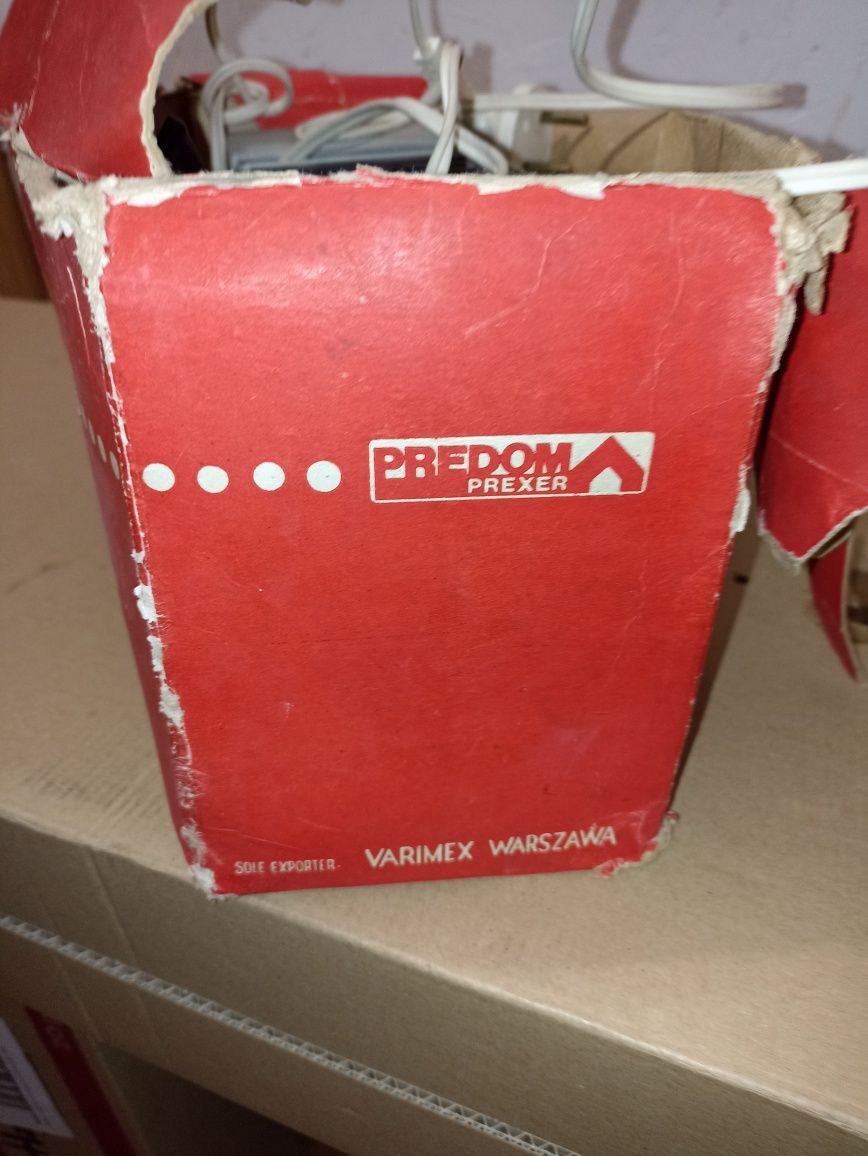 PREDOM
PREXER
SOLE EXPORTER- VARIMEX WARSZAWA